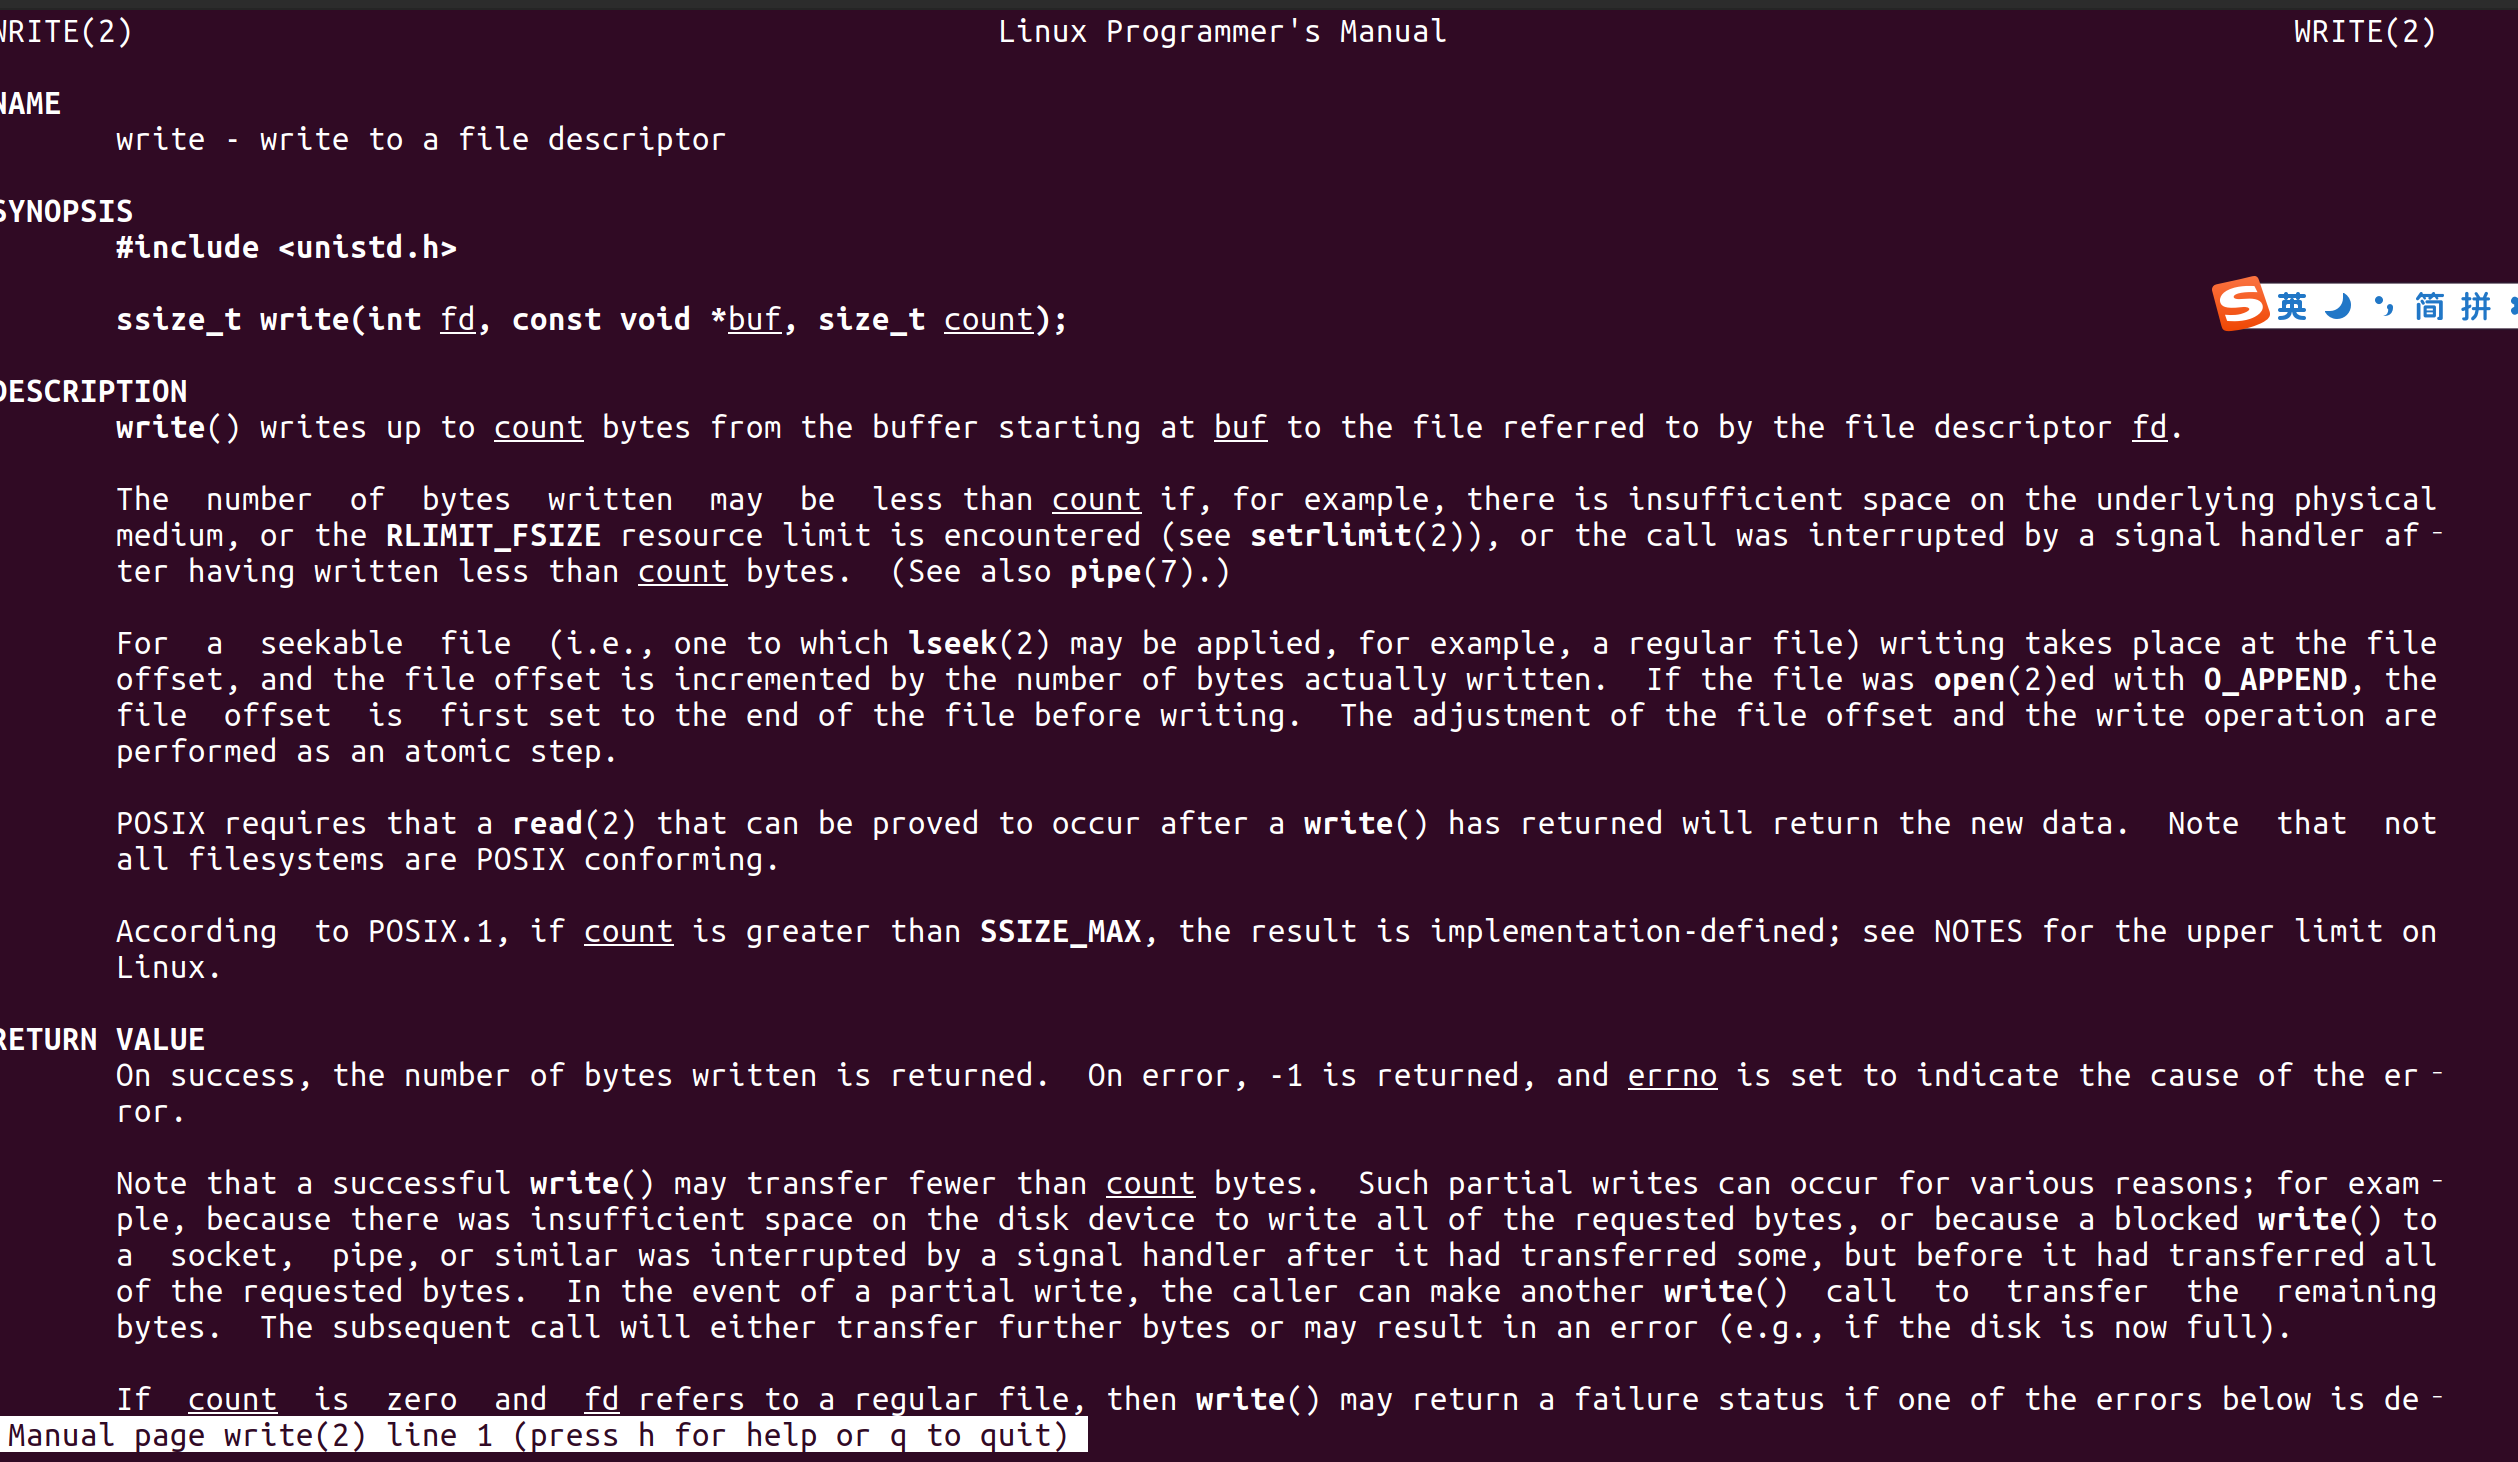 WRITE(2) Linux Programmer's Manual WRITE(2)
NAME
write - write to a file descriptor
SYNOPSIS
#include <unistd.h>
ssize_t write(int fd, const void *buf, size_t count);
英 简 拼
DESCRIPTION
write() writes up to count bytes from the buffer starting at buf to the file referred to by the file descriptor fd.
The number of bytes written may be less than count if, for example, there is insufficient space on the underlying physical
medium, or the RLIMIT_FSIZE resource limit is encountered (see setrlimit(2)), or the call was interrupted by a signal handler af-
ter having written less than count bytes. (See also pipe(7).)
For a seekable file (i.e., one to which lseek(2) may be applied, for example, a regular file) writing takes place at the file
offset, and the file offset is incremented by the number of bytes actually written. If the file was open(2)ed with O_APPEND, the
file offset is first set to the end of the file before writing. The adjustment of the file offset and the write operation are
performed as an atomic step.
POSIX requires that a read(2) that can be proved to occur after a write() has returned will return the new data. Note that not
all filesystems are POSIX conforming.
According to POSIX.1, if count is greater than SSIZE_MAX, the result is implementation-defined; see NOTES for the upper limit on
Linux.
RETURN VALUE
On success, the number of bytes written is returned. On error, -1 is returned, and errno is set to indicate the cause of the er-
ror.
Note that a successful write() may transfer fewer than count bytes. Such partial writes can occur for various reasons; for exam-
ple, because there was insufficient space on the disk device to write all of the requested bytes, or because a blocked write() to
a socket, pipe, or similar was interrupted by a signal handler after it had transferred some, but before it had transferred all
of the requested bytes. In the event of a partial write, the caller can make another write() call to transfer the remaining
bytes. The subsequent call will either transfer further bytes or may result in an error (e.g., if the disk is now full).
If count is zero and fd refers to a regular file, then write() may return a failure status if one of the errors below is de-
Manual page write(2) line 1 (press h for help or q to quit)